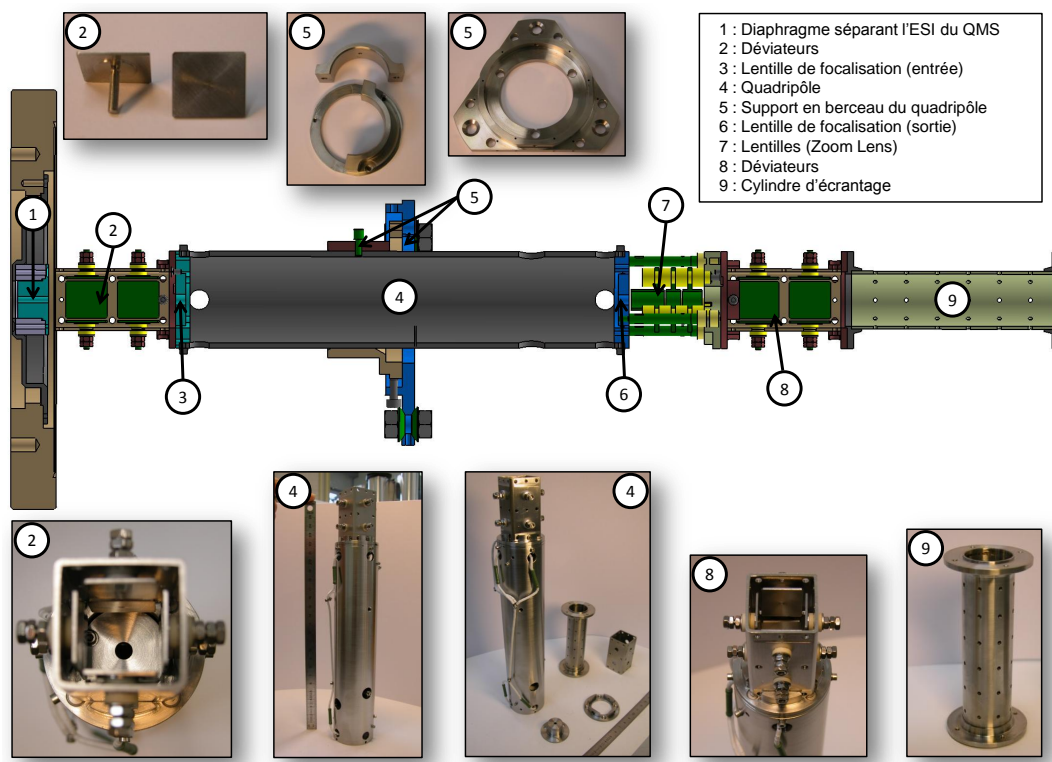 2
5
5
1 : Diaphragme séparant l’ESI du QMS
2 : Déviateurs
3 : Lentille de focalisation (entrée)
4 : Quadripôle
5 : Support en berceau du quadripôle
6 : Lentille de focalisation (sortie)
7 : Lentilles (Zoom Lens)
8 : Déviateurs
9 : Cylindre d’écrantage
1
2
5
7
4
9
3
6
8
2
4
4
8
9